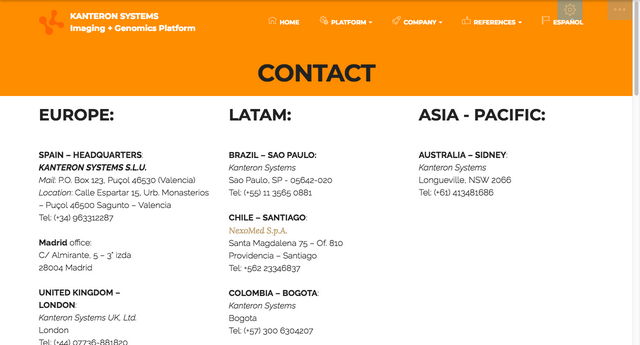 KANTERON SYSTEMS
Imaging + Genomics Platform
HOME
PLATFORM
COMPANY
REFERENCES
ESPAÑOL
CONTACT
EUROPE:
SPAIN – HEADQUARTERS:
KANTERON SYSTEMS S.L.U.
Mail: P.O. Box 123, Puçol 46530 (Valencia)
Location: Calle Espartar 15, Urb. Monasterios
– Puçol 46500 Sagunto – Valencia
Tel: (+34) 963312287
Madrid office:
C/ Almirante, 5 – 3° izda
28004 Madrid
UNITED KINGDOM –
LONDON:
Kanteron Systems UK, Ltd.
London
Tel: (+44) 07736-881820
LATAM:
BRAZIL – SAO PAULO:
Kanteron Systems
Sao Paulo, SP - 05642-020
Tel: (+55) 11 3565 0881
CHILE – SANTIAGO:
NexoMed S.p.A.
Santa Magdalena 75 – Of. 810
Providencia – Santiago
Tel: +562 23346837
COLOMBIA – BOGOTA:
Kanteron Systems
Bogota
Tel: (+57) 300 6304207
ASIA - PACIFIC:
AUSTRALIA – SIDNEY:
Kanteron Systems
Longueville, NSW 2066
Tel: (+61) 413481686